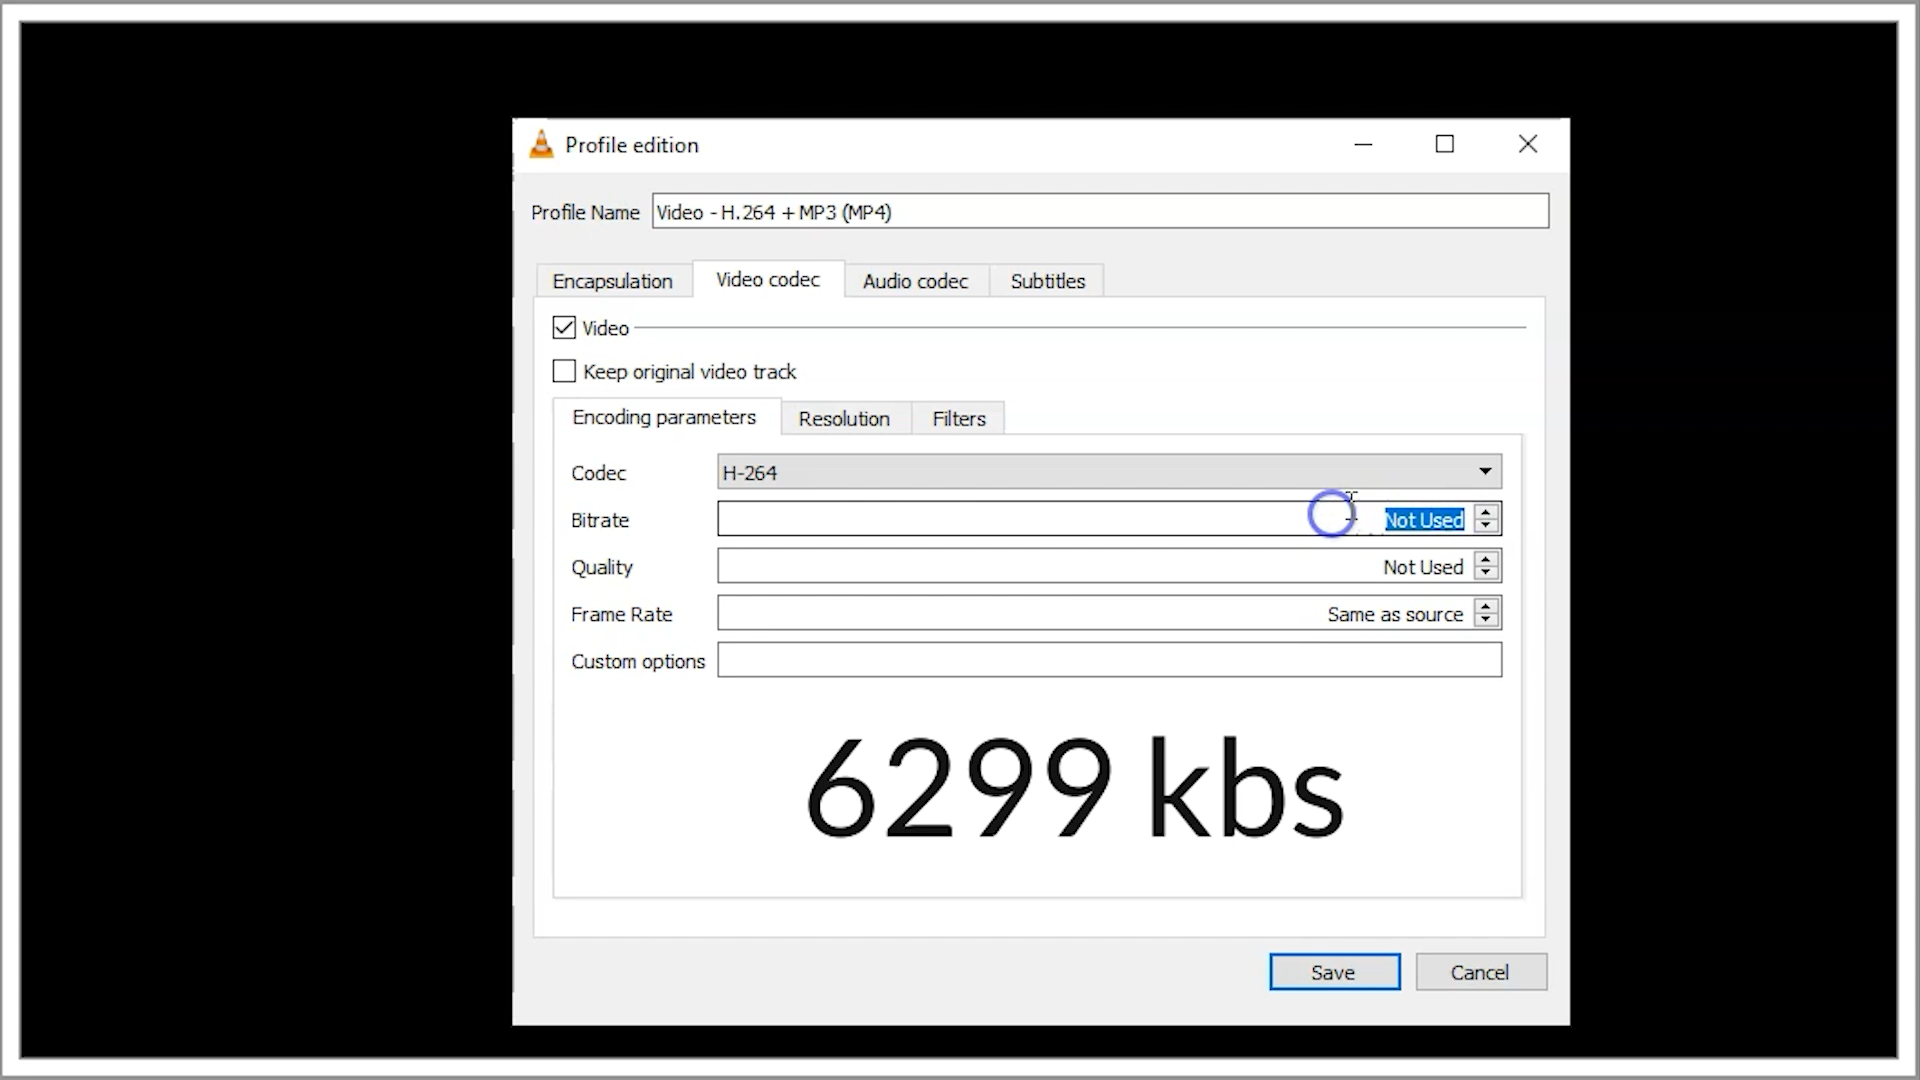 Profile edition
Profile Name Video - H.264 + MP3 (MP4)
Encapsulation Video codec Audio codec Subtitles
Video
Keep original video track
Encoding parameters Resolution Filters
Codec H-264
Bitrate Not Used
Quality Not Used
Frame Rate Same as source
Custom options
6299 kbs
Save Cancel